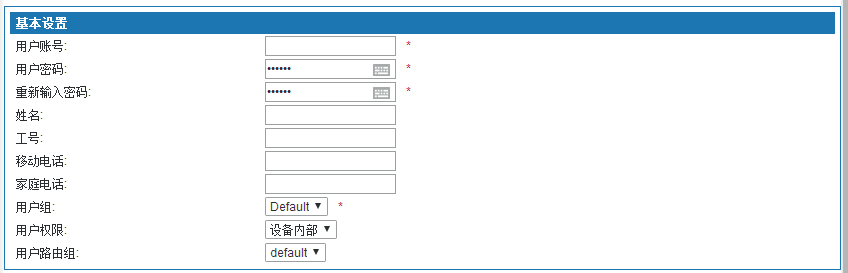 基本设置
用户账号: *
用户密码: •••••• *
重新输入密码: •••••• *
姓名:
工号:
移动电话:
家庭电话:
用户组: Default *
用户权限: 设备内部
用户路由组: default